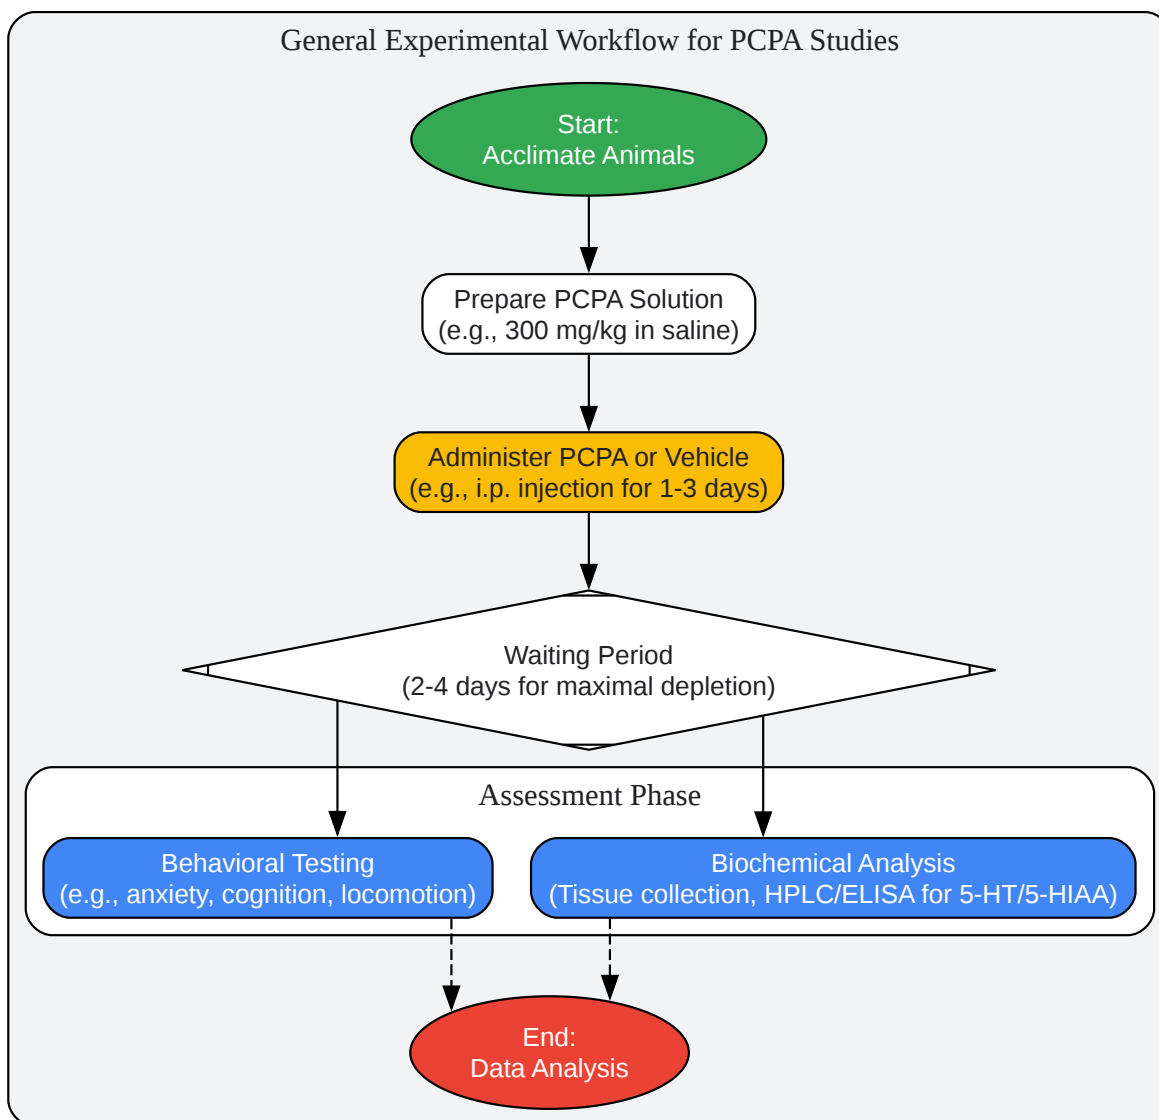 General Experimental Workflow for PCPA Studies
Start:
Acclimate Animals
Prepare PCPA Solution
(e.g., 300 mg/kg in saline)
Administer PCPA or Vehicle
(e.g., i.p. injection for 1-3 days)
Waiting Period
(2-4 days for maximal depletion)
Assessment Phase
Behavioral Testing
(e.g., anxiety, cognition, locomotion)
Biochemical Analysis
(Tissue collection, HPLC/ELISA for 5-HT/5-HIAA)
End:
Data Analysis